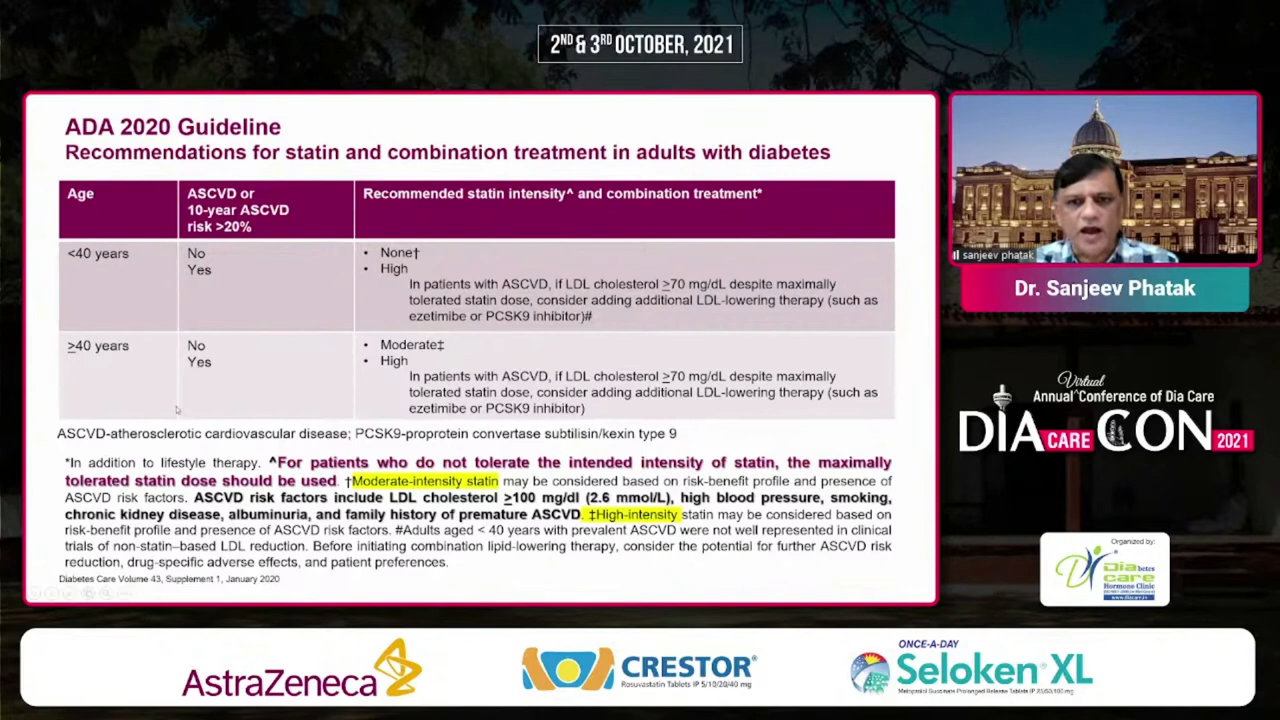 2ND & 3RD OCTOBER, 2021
ADA 2020 Guideline
Recommendations for statin and combination treatment in adults with diabetes
Age
ASCVD or
10-year ASCVD
risk >20%
Recommended statin intensity^ and combination treatment*
<40 years
No
Yes
• None†
• High
In patients with ASCVD, if LDL cholesterol ≥70 mg/dL despite maximally
tolerated statin dose, consider adding additional LDL-lowering therapy (such as
ezetimibe or PCSK9 inhibitor)#
≥40 years
No
Yes
• Moderate‡
• High
In patients with ASCVD, if LDL cholesterol ≥70 mg/dL despite maximally
tolerated statin dose, consider adding additional LDL-lowering therapy (such as
ezetimibe or PCSK9 inhibitor)
ASCVD-atherosclerotic cardiovascular disease; PCSK9-proprotein convertase subtilisin/kexin type 9
*In addition to lifestyle therapy. ^For patients who do not tolerate the intended intensity of statin, the maximally
tolerated statin dose should be used. †Moderate-intensity statin may be considered based on risk-benefit profile and presence of
ASCVD risk factors. ASCVD risk factors include LDL cholesterol ≥100 mg/dl (2.6 mmol/L), high blood pressure, smoking,
chronic kidney disease, albuminuria, and family history of premature ASCVD. ‡High-intensity statin may be considered based on
risk-benefit profile and presence of ASCVD risk factors. #Adults aged < 40 years with prevalent ASCVD were not well represented in clinical
trials of non-statin–based LDL reduction. Before initiating combination lipid-lowering therapy, consider the potential for further ASCVD risk
reduction, drug-specific adverse effects, and patient preferences.
Diabetes Care Volume 43, Supplement 1, January 2020
sanjeev phatak
Dr. Sanjeev Phatak
Virtual
Annual^Conference of Dia Care
DIA CARE CON 2021
Organized by:
Diabetes
care
Hormone Clinic
AstraZeneca
CRESTOR®
Rosuvastatin Tablets IP 5/10/20/40 mg
ONCE-A-DAY
Seloken® XL
Metoprolol Succinate Prolonged Release Tablets IP 25/50/100 mg